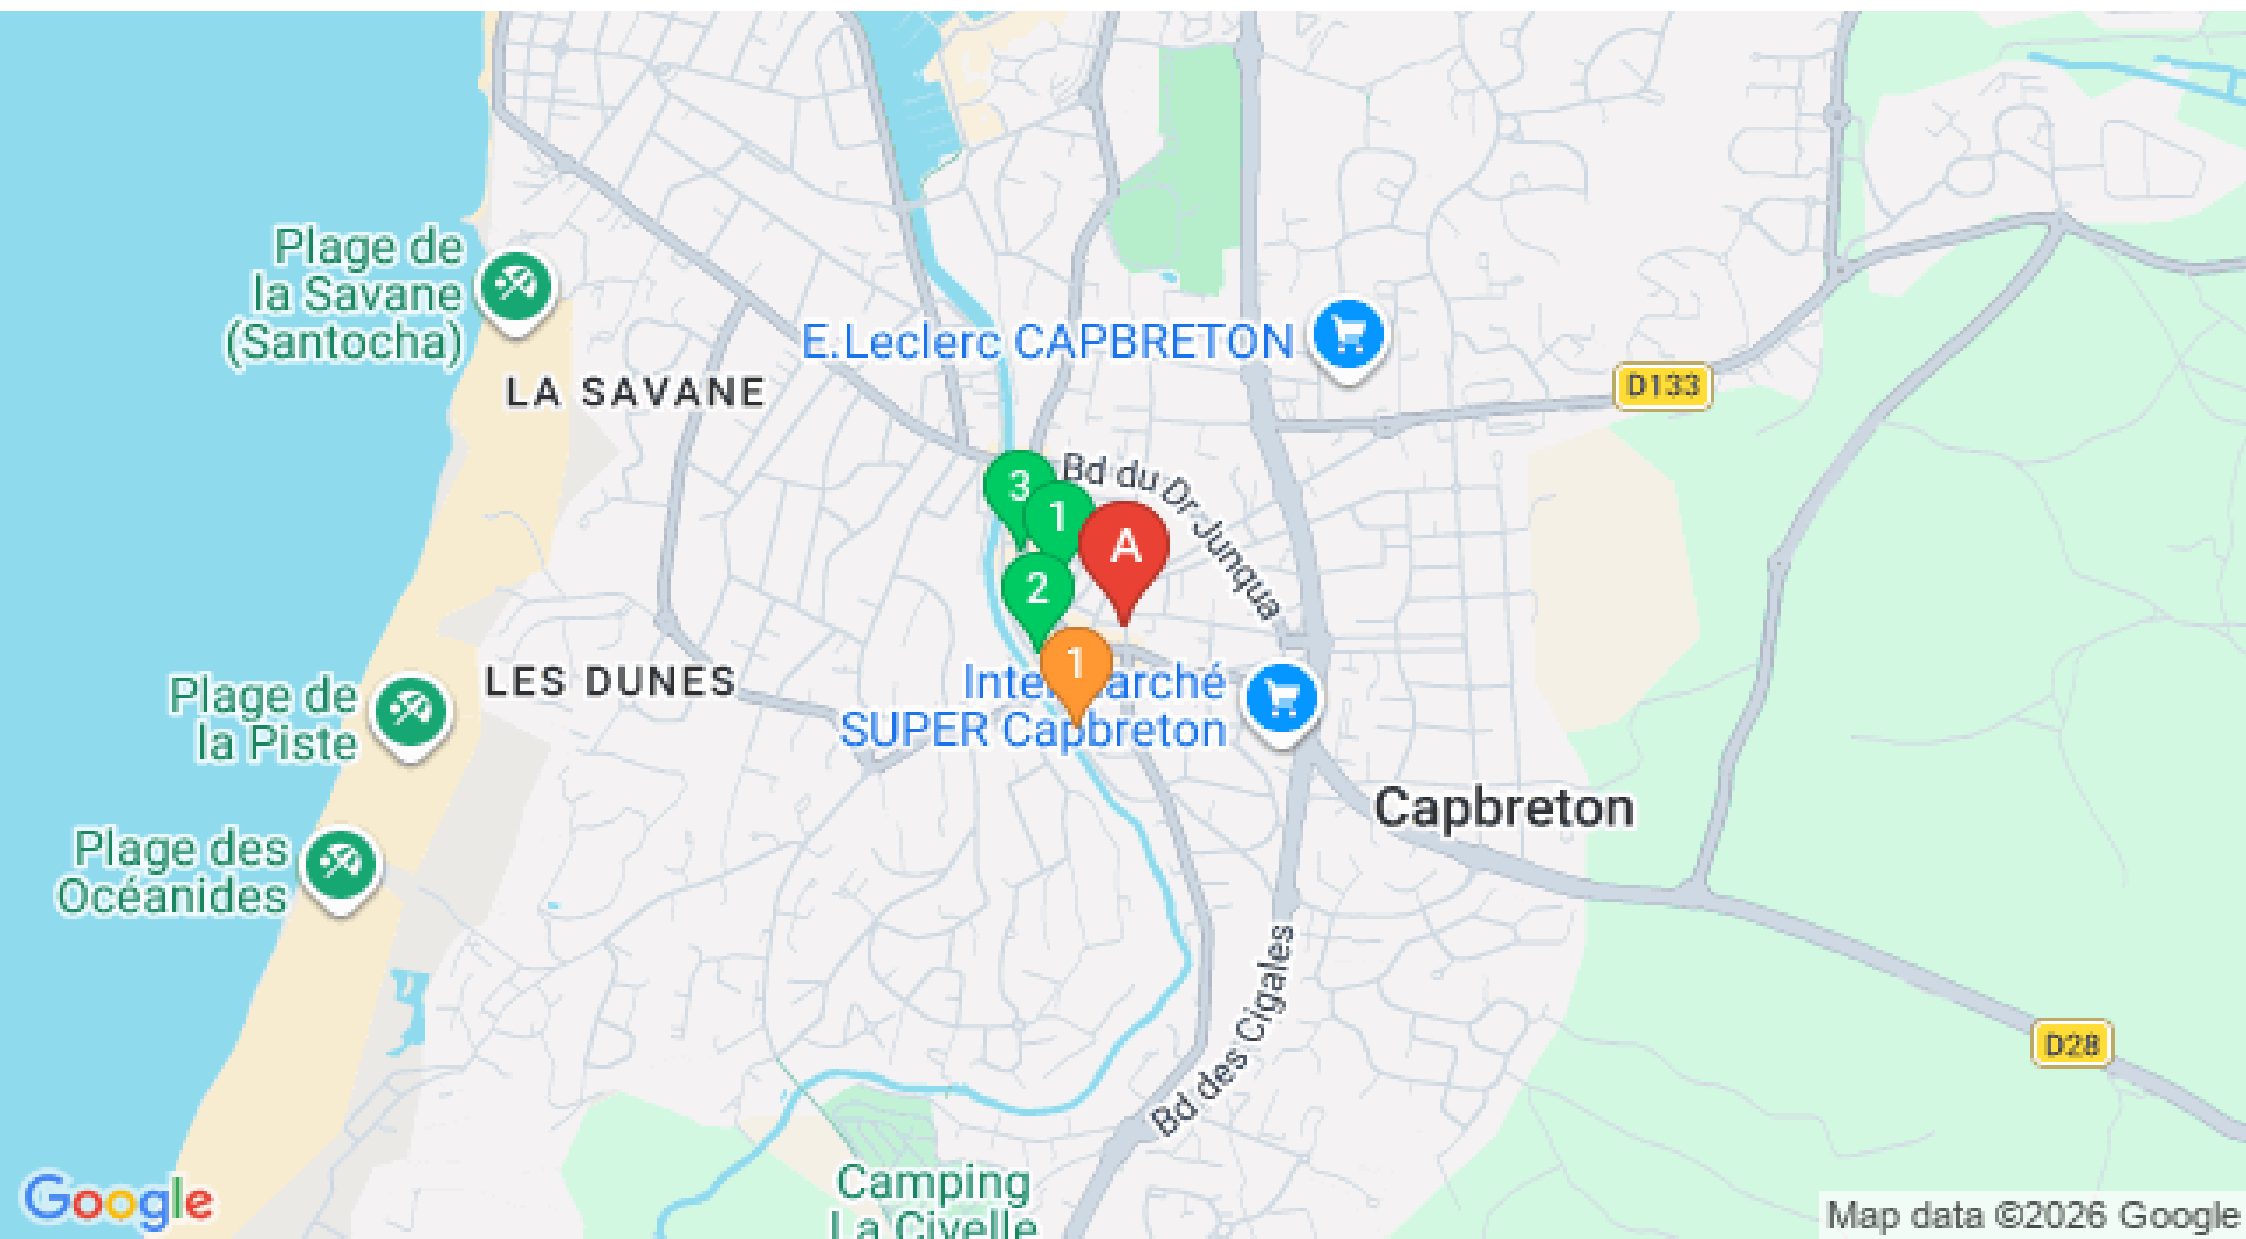 Plage de
la Savane
(Santocha)
E.Leclerc CAPBRETON
D133
LA SAVANE
Bd du Dr Junqua
3
1
A
2
1
LES DUNES
Intermarché
SUPER Capbreton
Plage de
la Piste
Capbreton
Plage des
Océanides
Bd des Cigales
D28
Camping
La Civelle
Google
Map data ©2026 Google